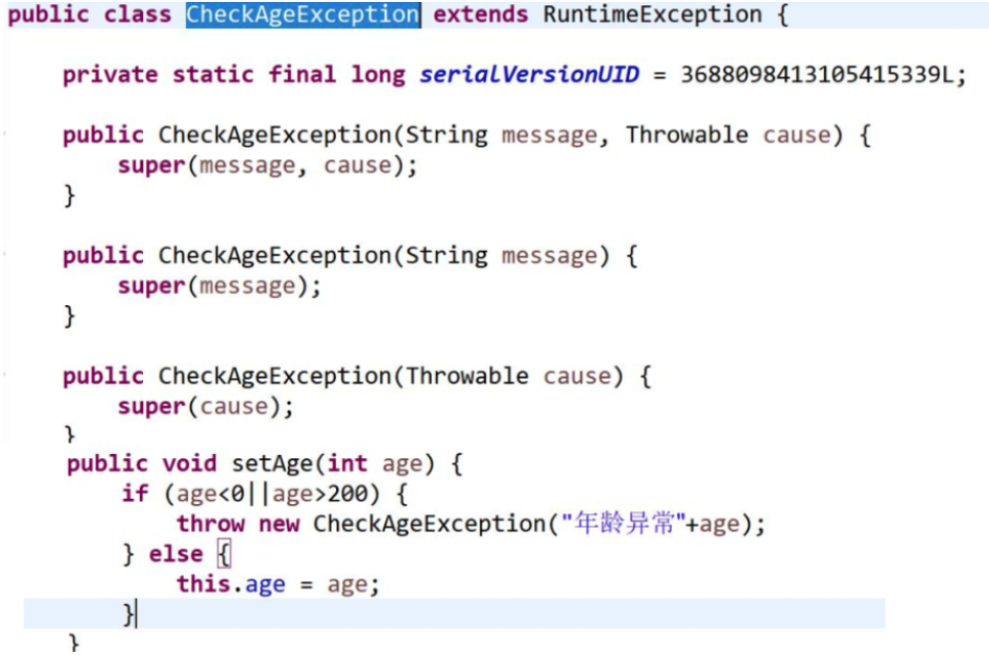 public class CheckAgeException extends RuntimeException {
private static final long serialVersionUID = 3688098413105415339L;
public CheckAgeException(String message, Throwable cause) {
super(message, cause);
}
public CheckAgeException(String message) {
super(message);
}
public CheckAgeException(Throwable cause) {
super(cause);
}
public void setAge(int age) {
if (age<0||age>200) {
throw new CheckAgeException("年龄异常"+age);
} else {
this.age = age;
}
}